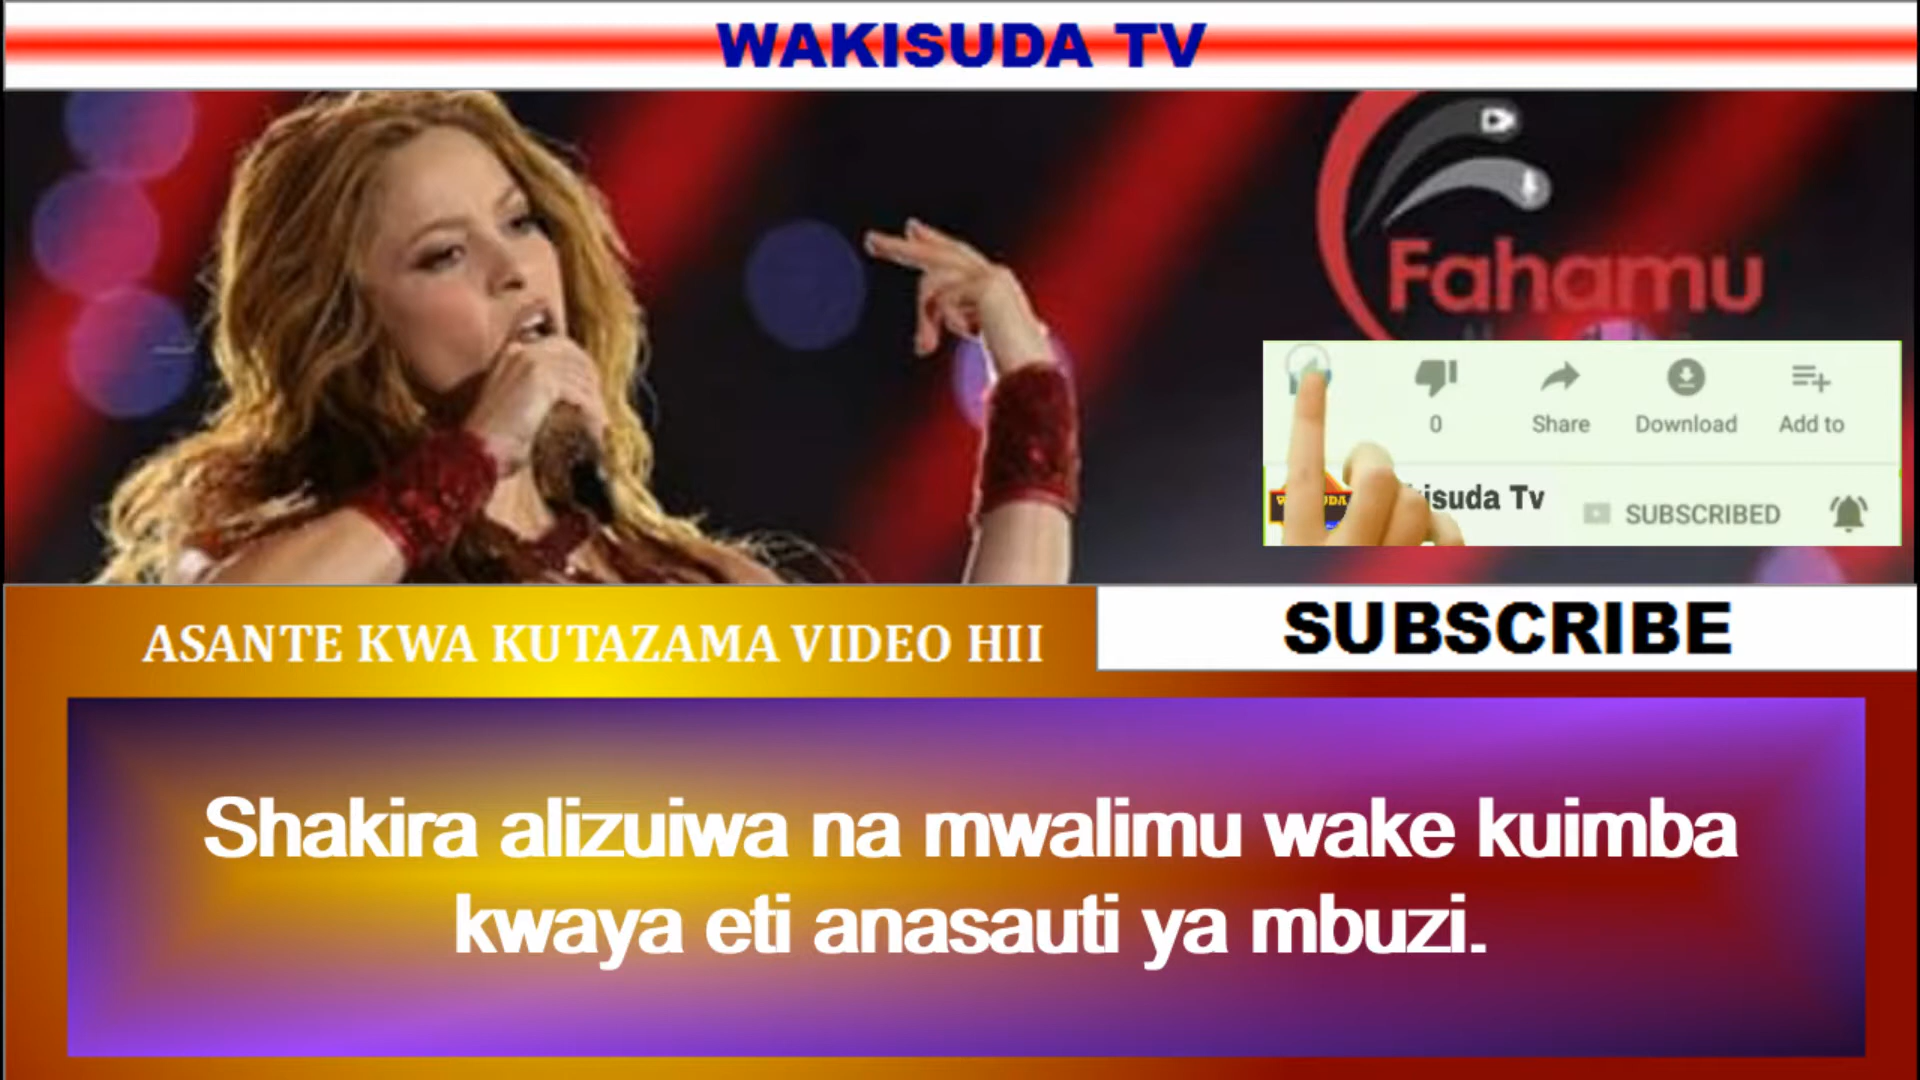 WAKISUDA TV
Fahamu
0
Share
Download
Add to
isuda Tv
SUBSCRIBED
ASANTE KWA KUTAZAMA VIDEO HII
SUBSCRIBE
Shakira alizuiwa na mwalimu wake kuimba
kwaya eti anasauti ya mbuzi.